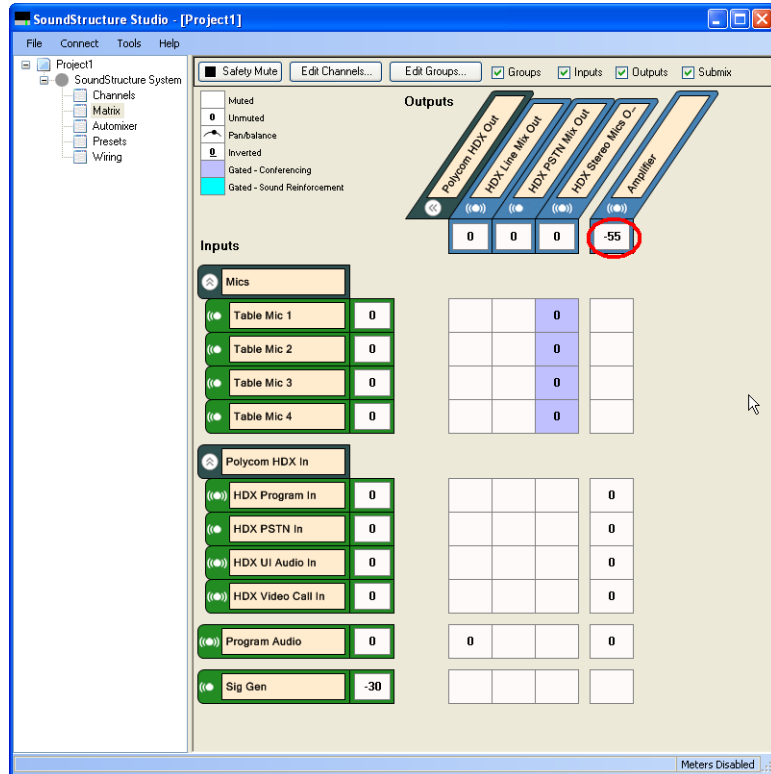 SoundStructure Studio - [Project1]
File Connect Tools Help
Project1
SoundStructure System
Channels
Matrix
Automixer
Presets
Wiring
Safety Mute Edit Channels... Edit Groups... Groups Inputs Outputs Submix
Muted
0 Unmuted
Pan/balance
0 Inverted
Gated - Conferencing
Gated - Sound Reinforcement
Outputs
Polycom HDX Out
HDX Line Mix Out
HDX PSTN Mix Out
HDX Stereo Mics O...
Amplifier
0 0 0 -55
Inputs
Mics
Table Mic 1 0 0
Table Mic 2 0 0
Table Mic 3 0 0
Table Mic 4 0 0
Polycom HDX In
HDX Program In 0 0
HDX PSTN In 0 0
HDX UI Audio In 0 0
HDX Video Call In 0 0
Program Audio 0 0 0
Sig Gen -30
Meters Disabled